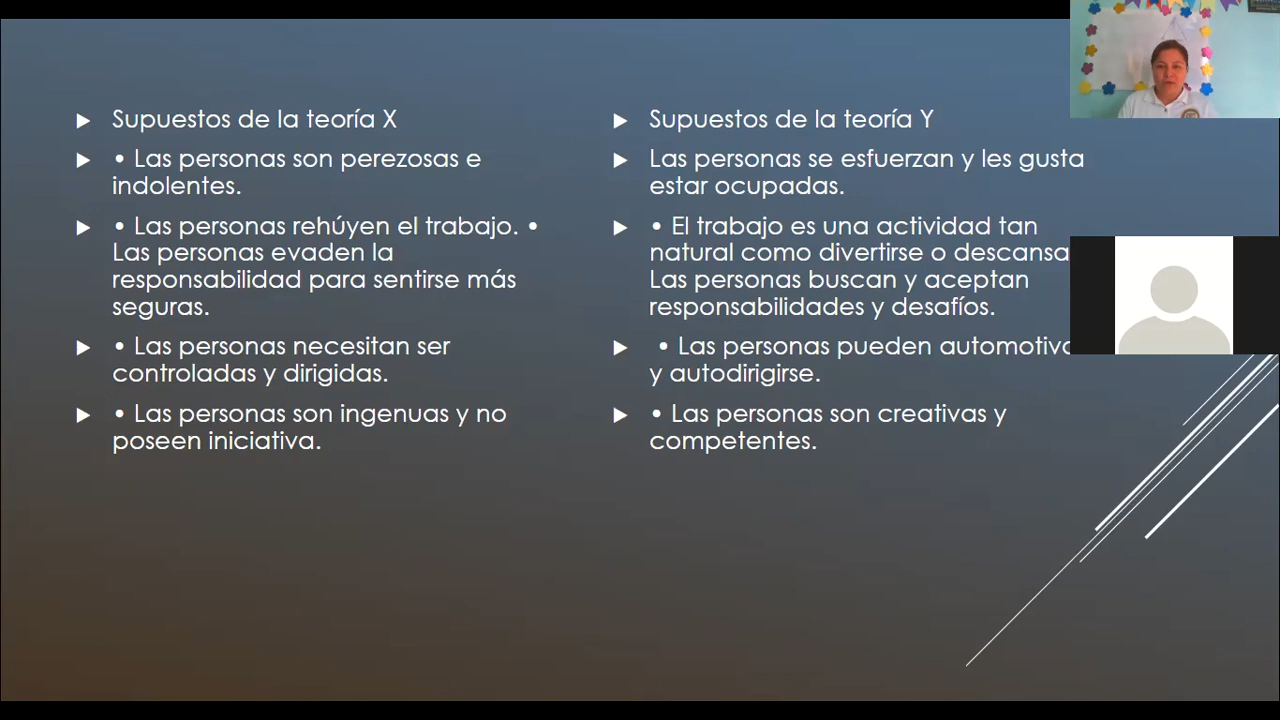 Supuestos de la teoría X
• Las personas son perezosas e
indolentes.
• Las personas rehúyen el trabajo. •
Las personas evaden la
responsabilidad para sentirse más
seguras.
• Las personas necesitan ser
controladas y dirigidas.
• Las personas son ingenuas y no
poseen iniciativa.
Supuestos de la teoría Y
Las personas se esfuerzan y les gusta
estar ocupadas.
• El trabajo es una actividad tan
natural como divertirse o
Las personas buscan y aceptan
responsabilidades y desafíos.
• Las personas pueden
y autodirigirse.
• Las personas son creativas y
competentes.